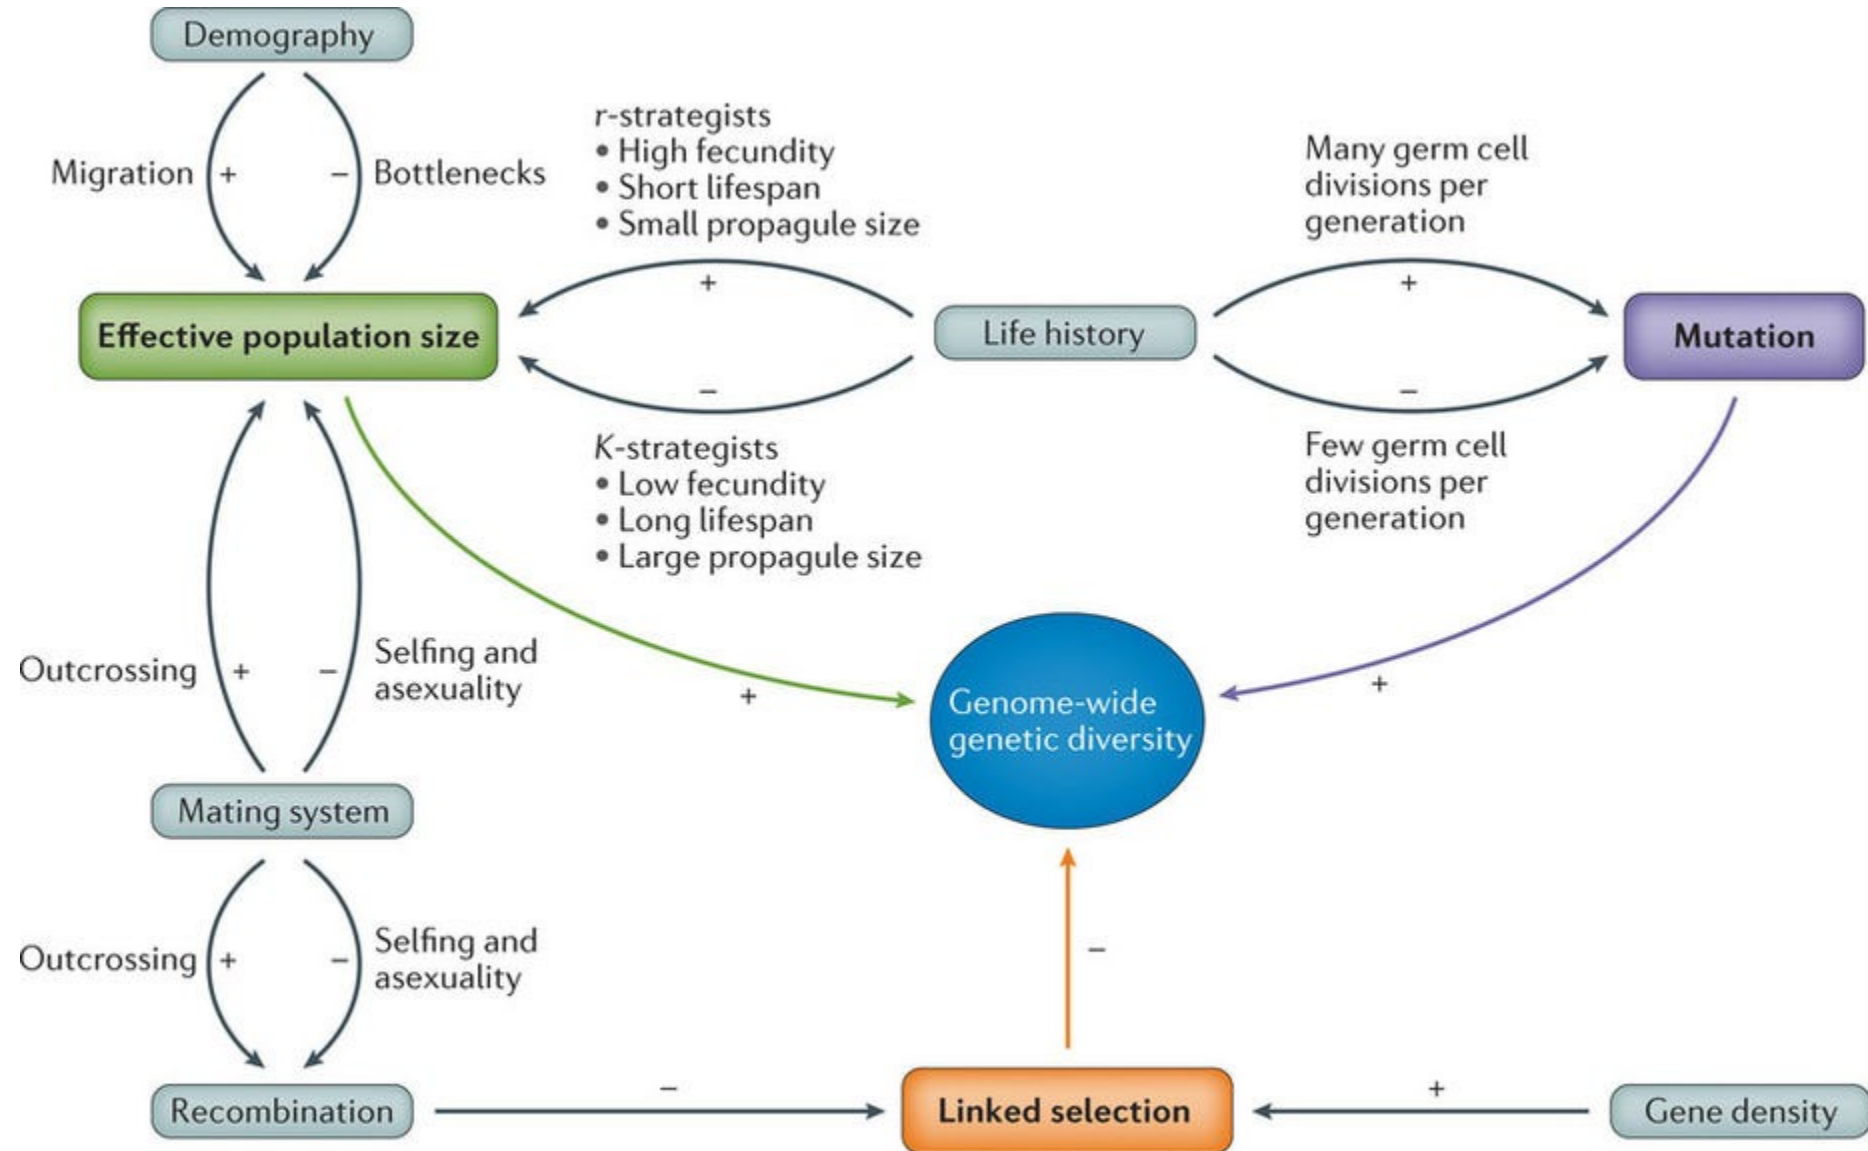 Demography
Migration
+
–
Bottlenecks
r-strategists
• High fecundity
• Short lifespan
• Small propagule size
Many germ cell
divisions per
generation
+
+
Effective population size
Life history
Mutation
–
–
K-strategists
• Low fecundity
• Long lifespan
• Large propagule size
Few germ cell
divisions per
generation
Outcrossing
+
–
Selfing and
asexuality
+
Genome-wide
genetic diversity
+
Mating system
Outcrossing
+
–
Selfing and
asexuality
–
Recombination
–
Linked selection
+
Gene density